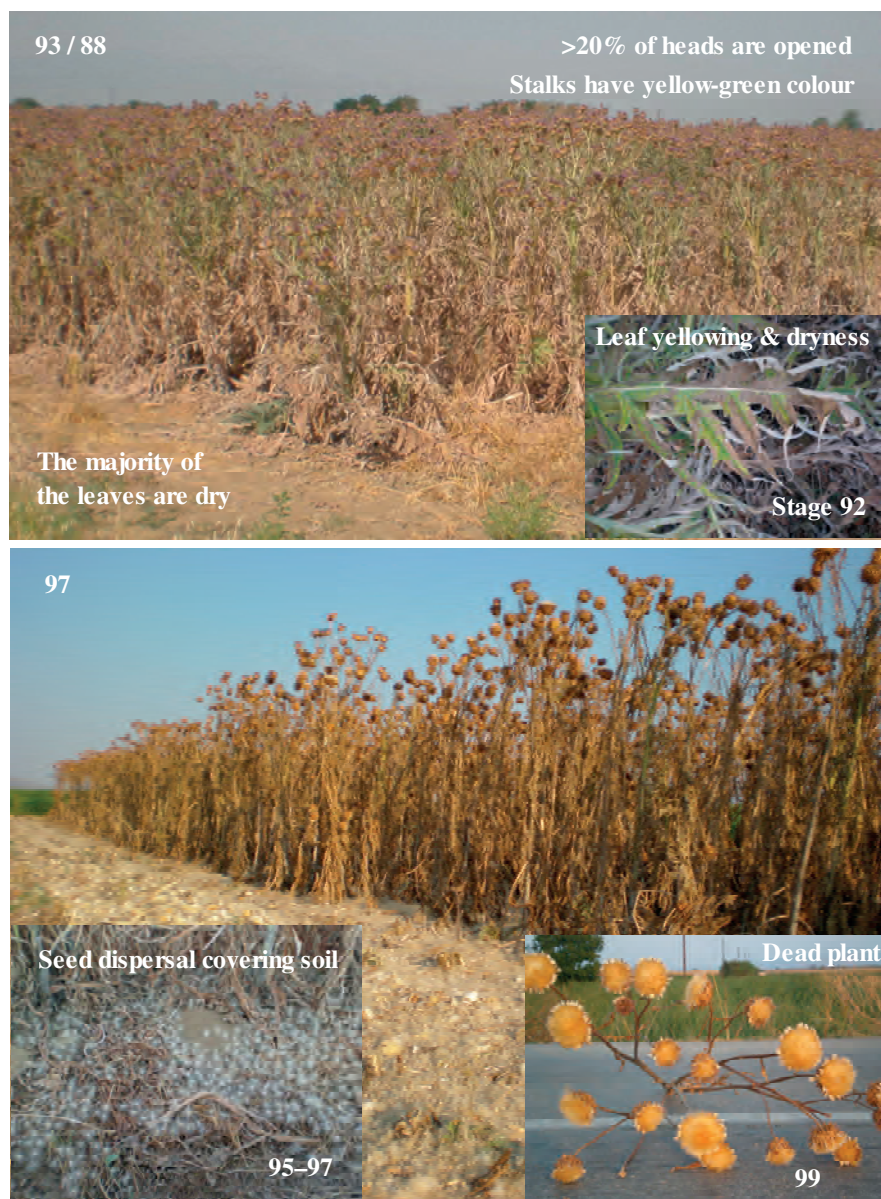 93 / 88
>20% of heads are opened
Stalks have yellow-green colour
Leaf yellowing & dryness
The majority of
the leaves are dry
Stage 92
97
Seed dispersal covering soil
Dead plant
95–97
99